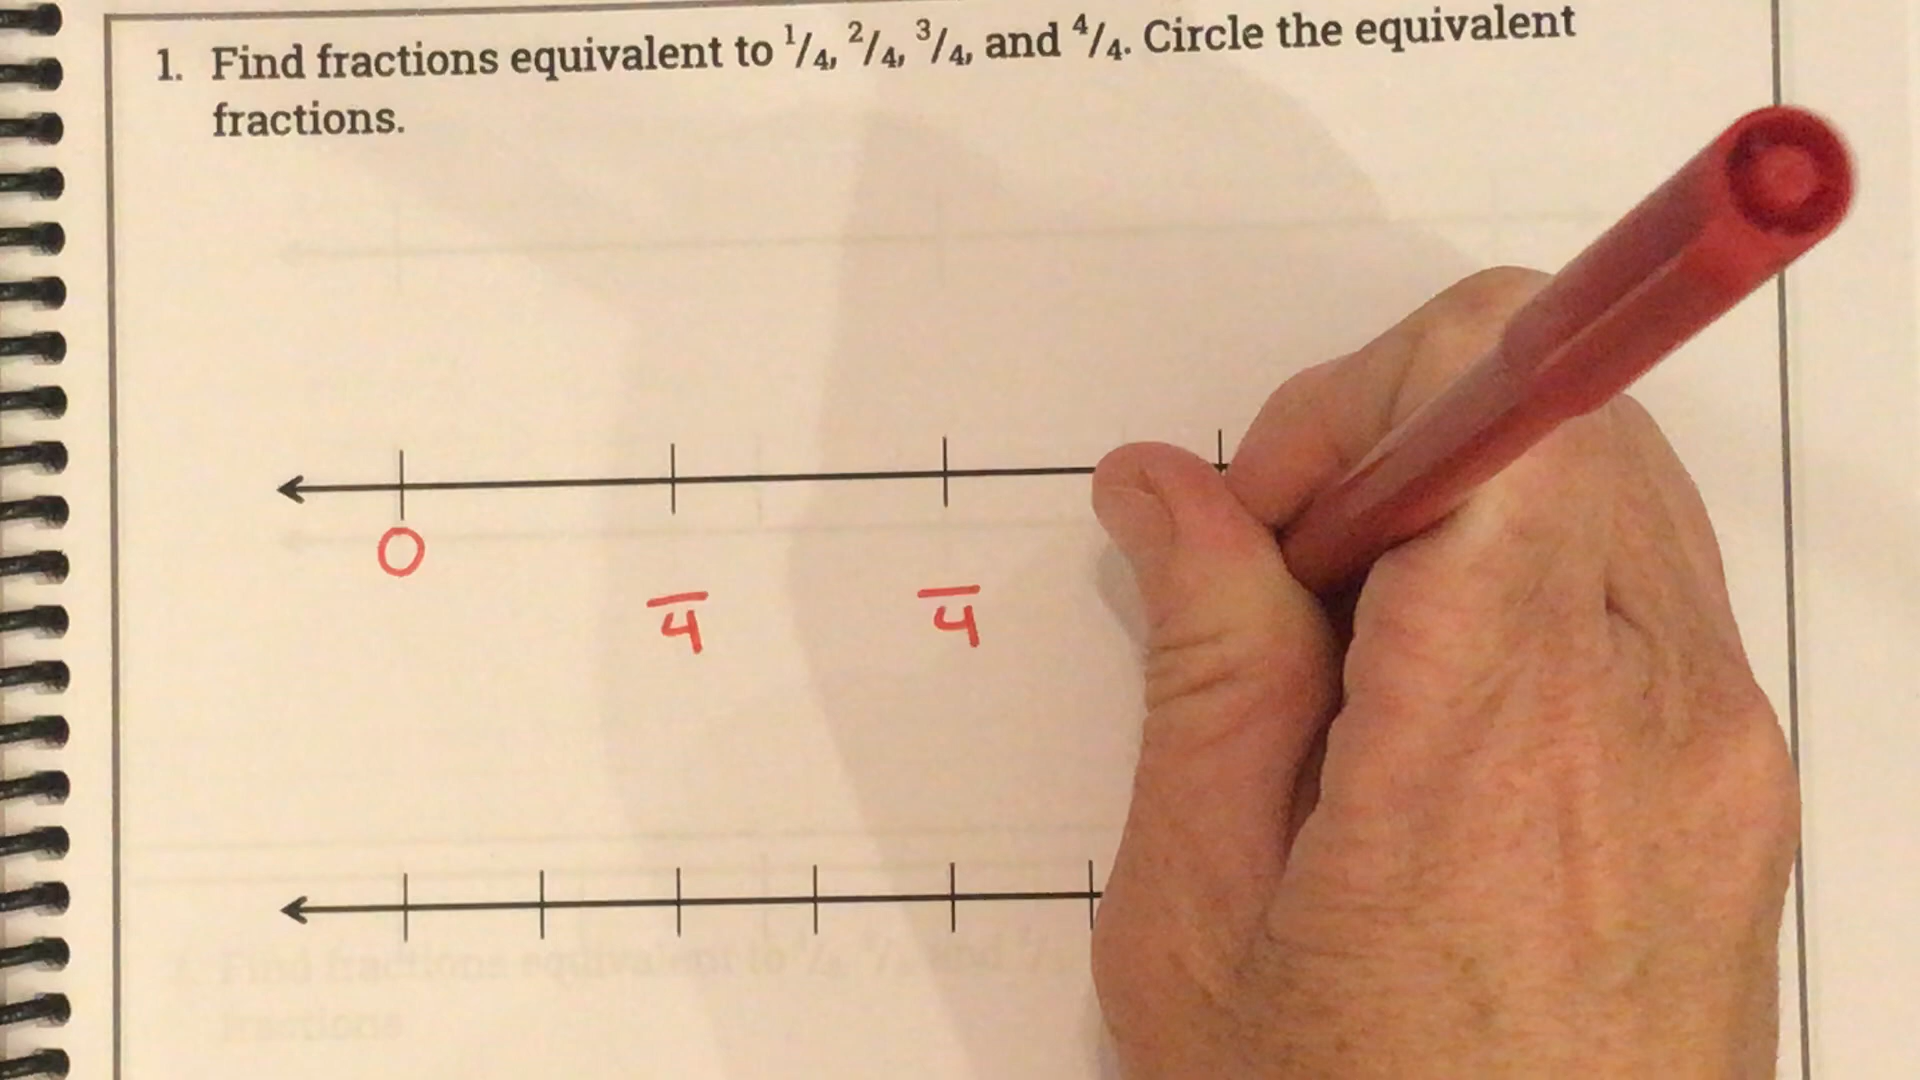 1. Find fractions equivalent to 1/4, 2/4, 3/4, and 4/4. Circle the equivalent
fractions.
0
4 4